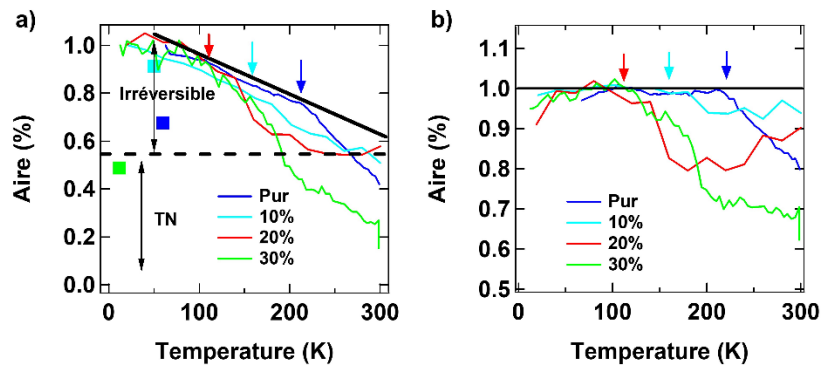 a)
Aire (%)
1.0
0.8
0.6
0.4
0.2
0.0
Irréversible
TN
Pur
10%
20%
30%
0
100
200
300
Temperature (K)
b)
Aire (%)
1.1
1.0
0.9
0.8
0.7
0.6
0.5
Pur
10%
20%
30%
0
100
200
300
Temperature (K)